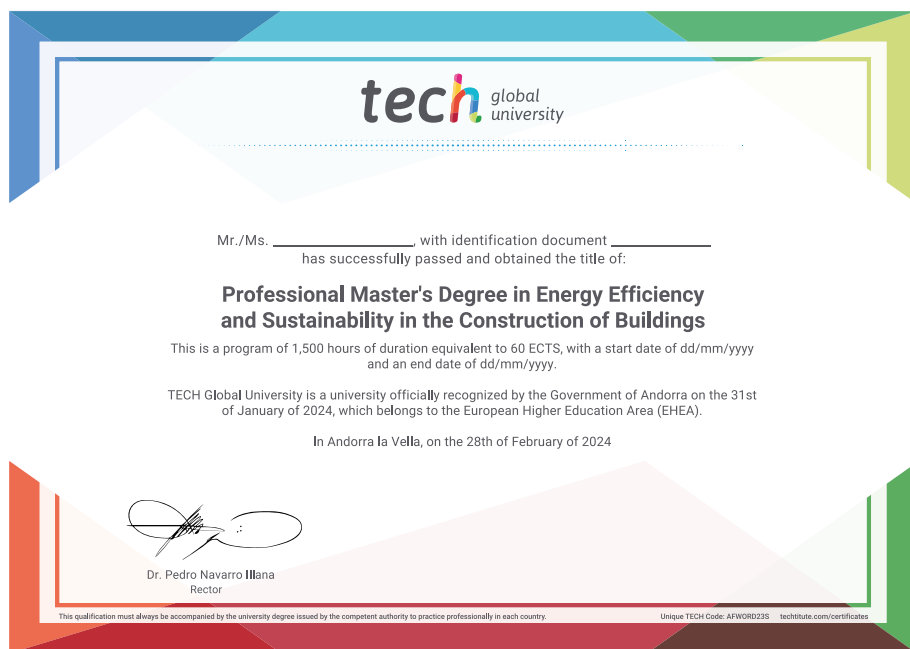 tech global
university
Mr./Ms. ____________________, with identification document ______________
has successfully passed and obtained the title of:
Professional Master's Degree in Energy Efficiency
and Sustainability in the Construction of Buildings
This is a program of 1,500 hours of duration equivalent to 60 ECTS, with a start date of dd/mm/yyyy
and an end date of dd/mm/yyyy.
TECH Global University is a university officially recognized by the Government of Andorra on the 31st
of January of 2024, which belongs to the European Higher Education Area (EHEA).
In Andorra la Vella, on the 28th of February of 2024
Dr. Pedro Navarro Illana
Rector
This qualification must always be accompanied by the university degree issued by the competent authority to practice professionally in each country.
Unique TECH Code: AFWORD23S techtitute.com/certificates